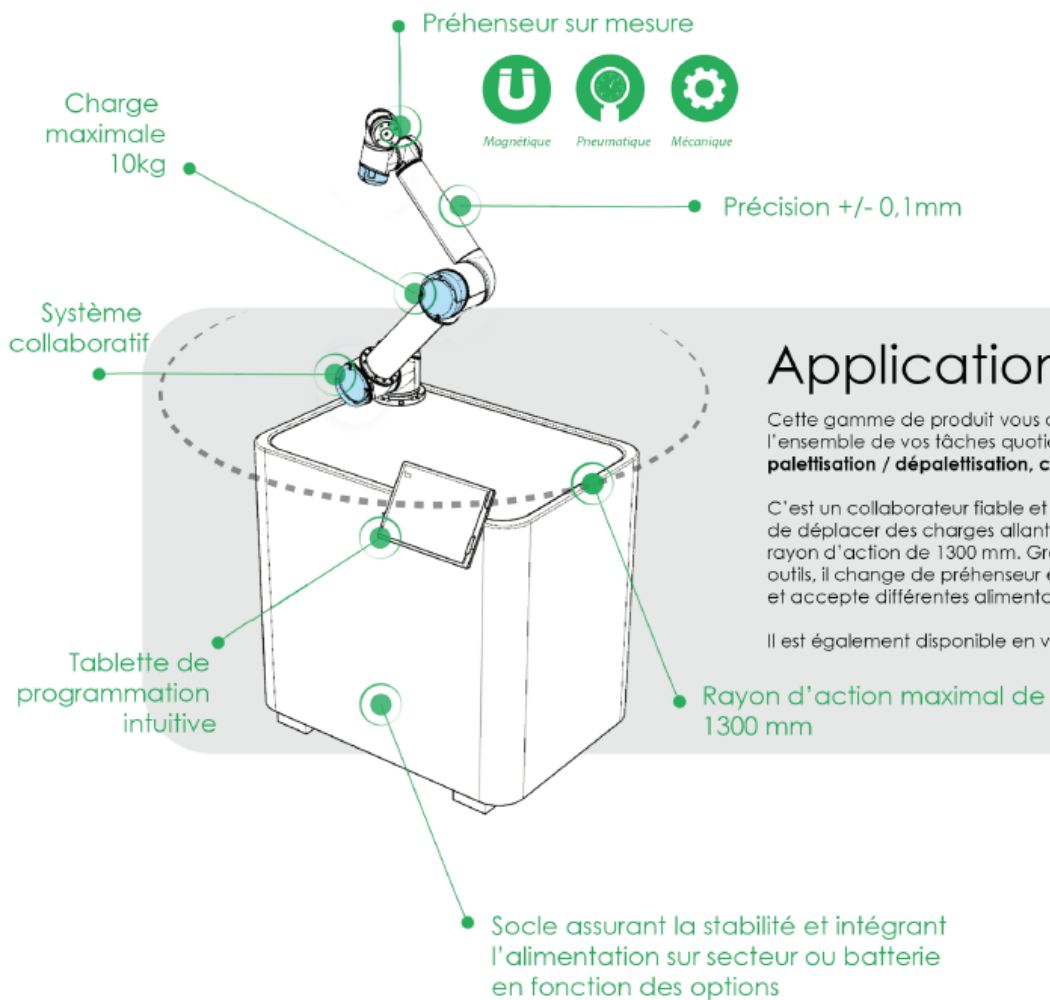 Préhenseur sur mesure
Magnétique
Pneumatique
Mécanique
Charge
maximale
10kg
Précision +/- 0,1mm
Système
collaboratif
Application
Cette gamme de produit vous
l'ensemble de vos tâches
palettisation / dépalettisation,
C'est un collaborateur fiable et
de déplacer des charges allant
rayon d'action de 1300 mm.
outils, il change de préhenseur
et accepte différentes
Il est également disponible en
Tablette de
programmation
intuitive
Rayon d'action maximal de
1300 mm
Socle assurant la stabilité et intégrant
l'alimentation sur secteur ou batterie
en fonction des options